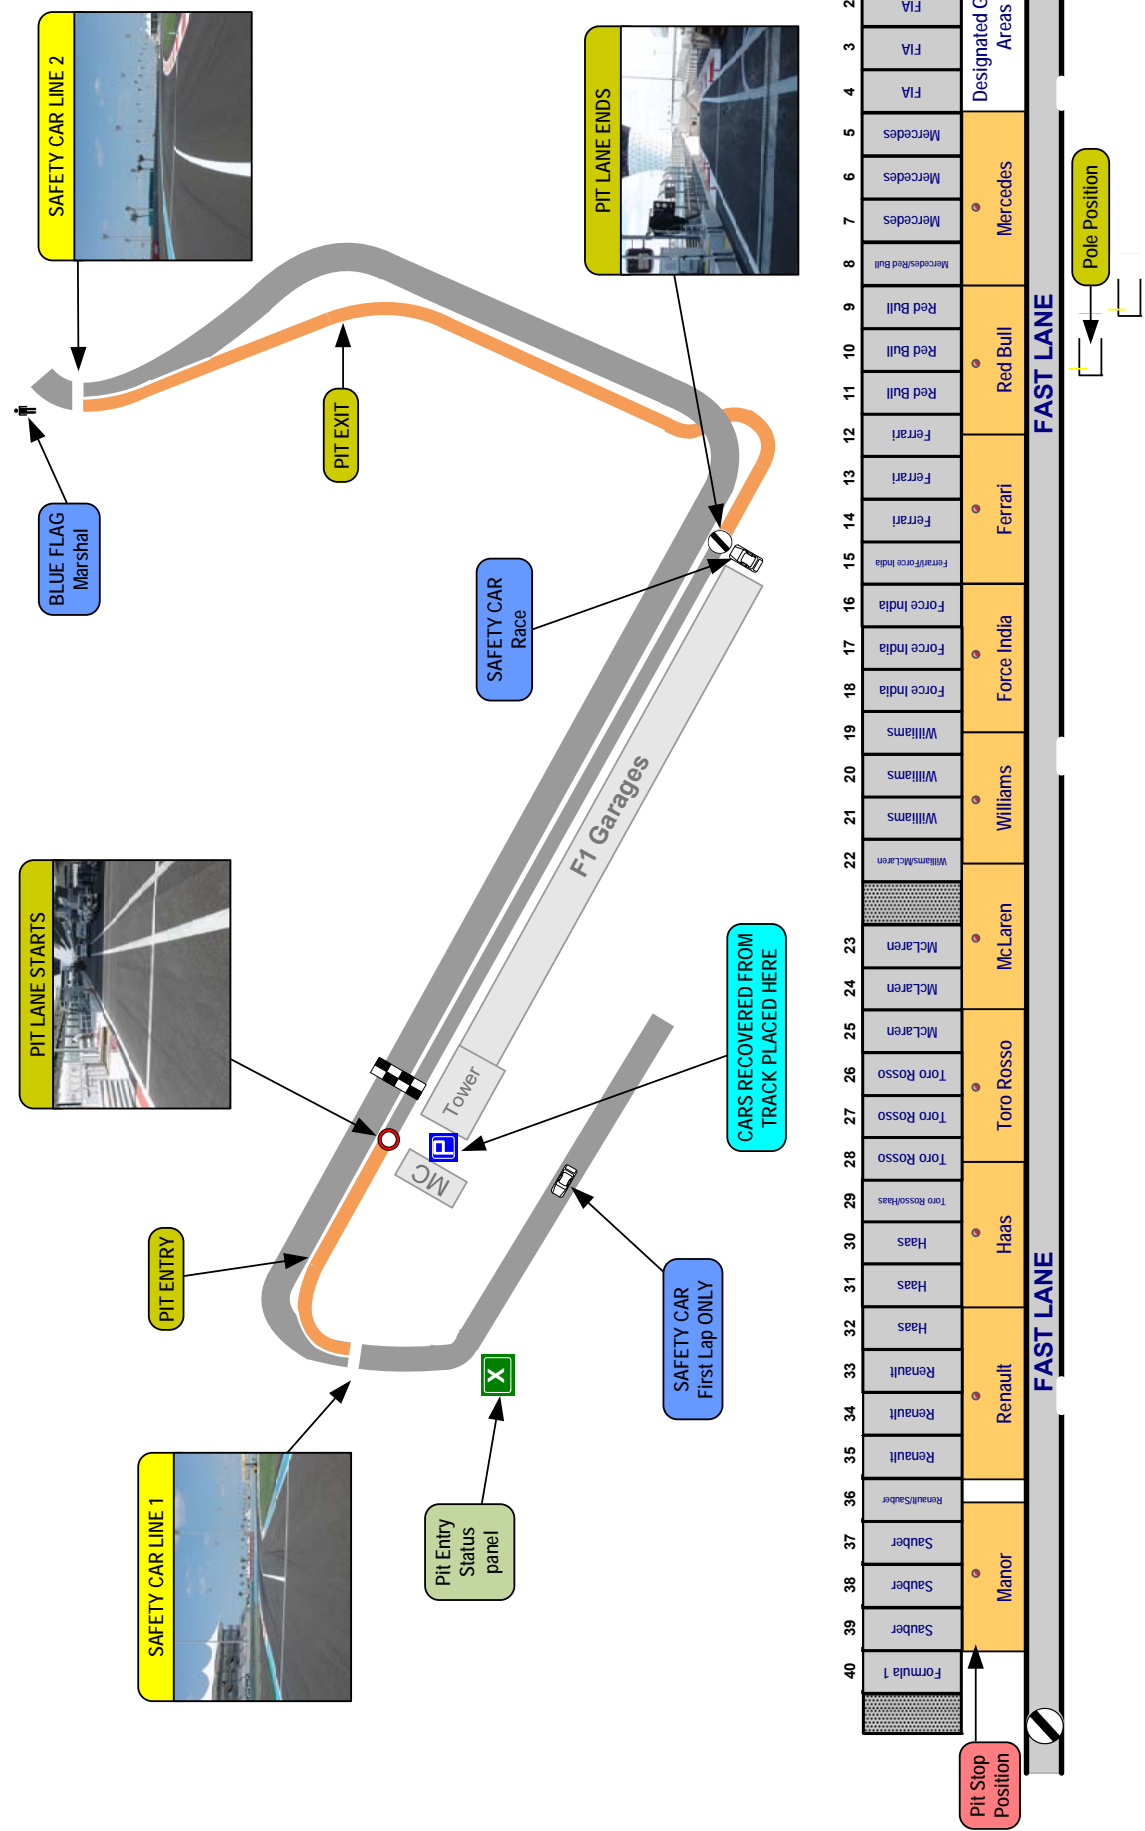 SAFETY CAR LINE 1
PIT ENTRY
PIT LANE STARTS
BLUE FLAG
Marshal
SAFETY CAR LINE 2
PIT EXIT
PIT LANE ENDS
SAFETY CAR
Race
Pit Entry
Status
panel
X
SAFETY CAR
First Lap ONLY
CARS RECOVERED FROM
TRACK PLACED HERE
MC
P
Tower
F1 Garages
40
39
38
37
36
35
34
33
32
31
30
29
28
27
26
25
24
23
22
21
20
19
18
17
16
15
14
13
12
11
10
9
8
7
6
5
4
3
2
Formula 1
Sauber
Sauber
Sauber
Renault/Sauber
Renault
Renault
Renault
Haas
Haas
Haas
Toro Rosso/Haas
Toro Rosso
Toro Rosso
Toro Rosso
McLaren
McLaren
McLaren
Williams/McLaren
Williams
Williams
Williams
Force India
Force India
Force India
Ferrari/Force India
Ferrari
Ferrari
Ferrari
Red Bull
Red Bull
Red Bull
Mercedes/Red Bull
Mercedes
Mercedes
Mercedes
FIA
FIA
FIA
Pit Stop
Position
Manor
Renault
Haas
Toro Rosso
McLaren
Williams
Force India
Ferrari
Red Bull
Mercedes
Designated G
Areas
FAST LANE
FAST LANE
Pole Position